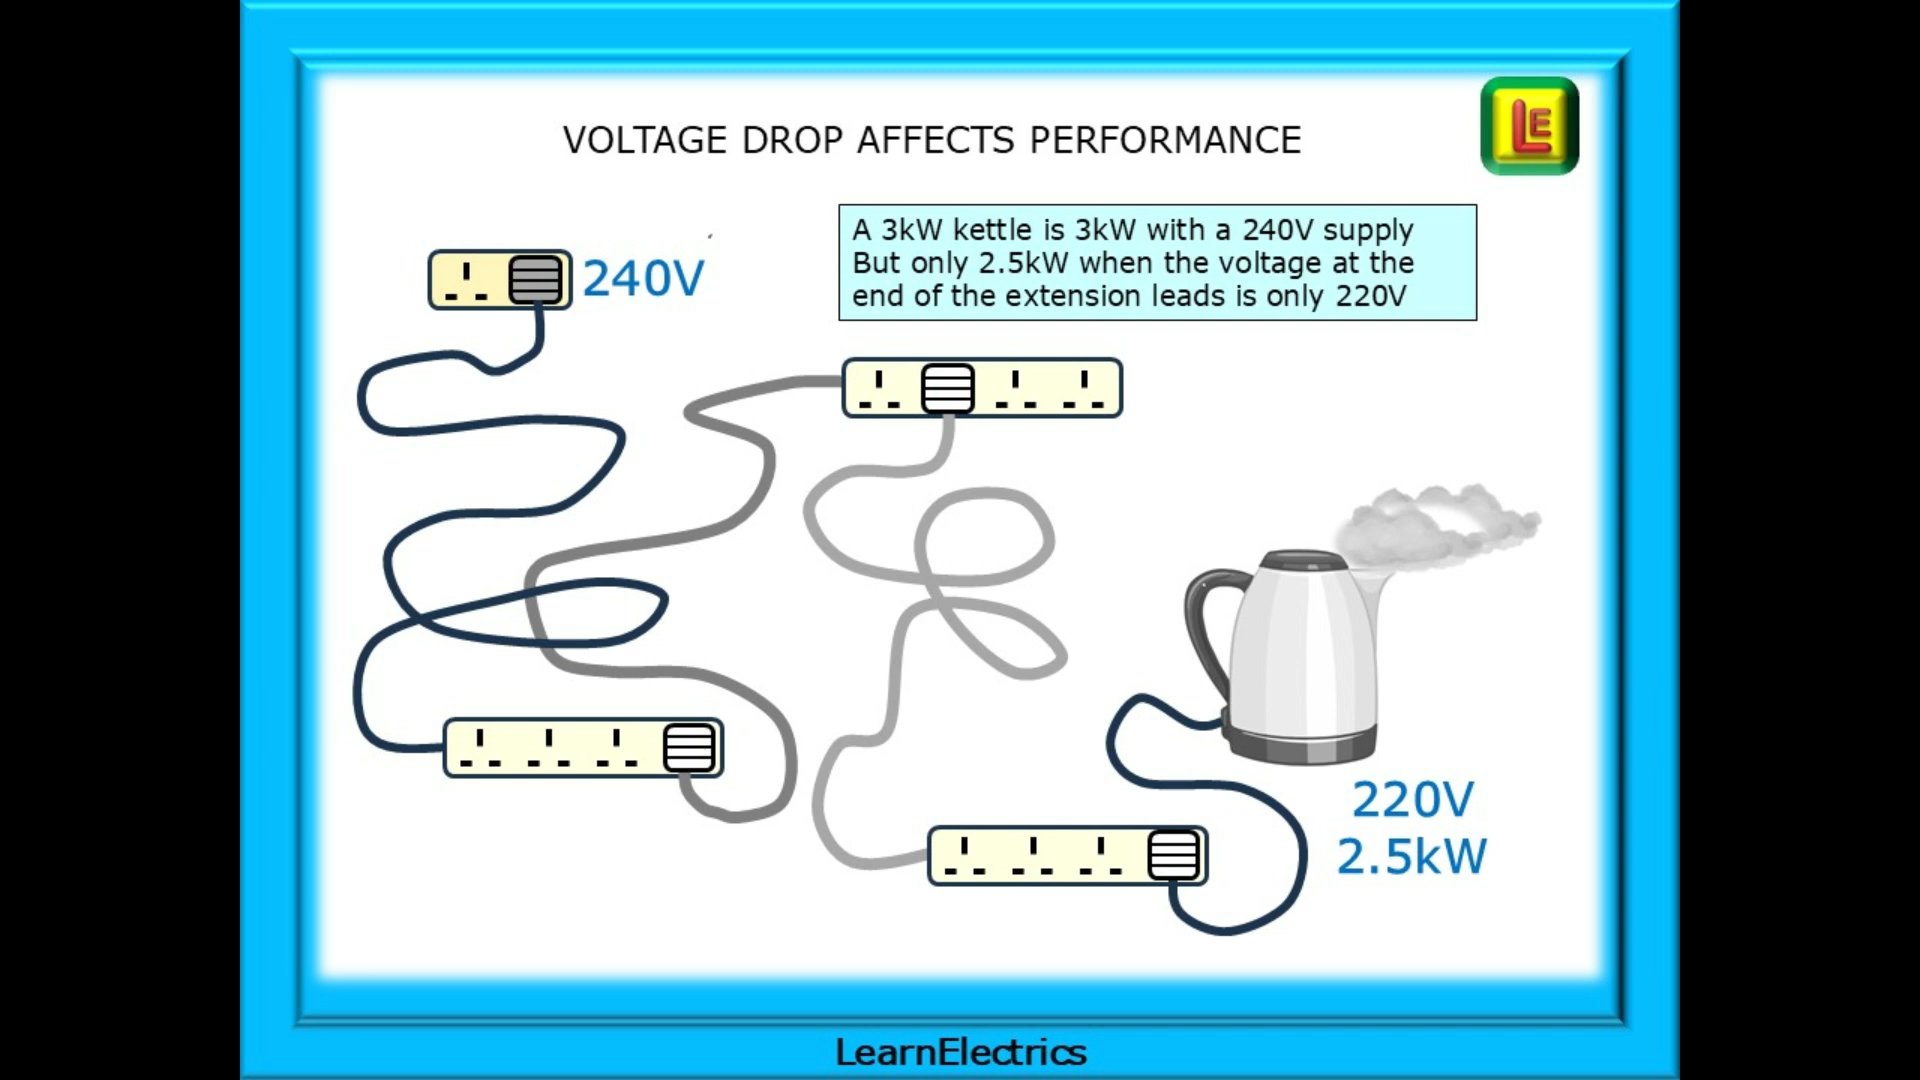 VOLTAGE DROP AFFECTS PERFORMANCE
LE
A 3kW kettle is 3kW with a 240V supply
But only 2.5kW when the voltage at the
end of the extension leads is only 220V
240V
220V
2.5kW
LearnElectrics